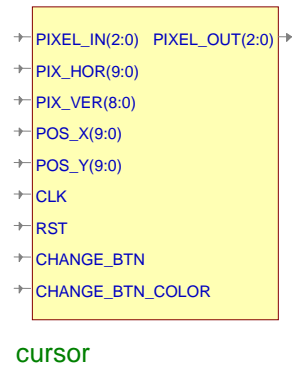 PIXEL_IN(2:0) PIXEL_OUT(2:0)
PIX_HOR(9:0)
PIX_VER(8:0)
POS_X(9:0)
POS_Y(9:0)
CLK
RST
CHANGE_BTN
CHANGE_BTN_COLOR
cursor